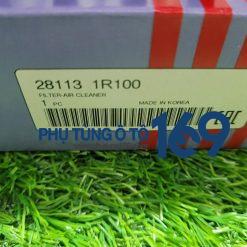 28113 1R100
FILTER-AIR CLEANER
1 PC
MADE IN KOREA
PHỤ TÙNG Ô TÔ 169